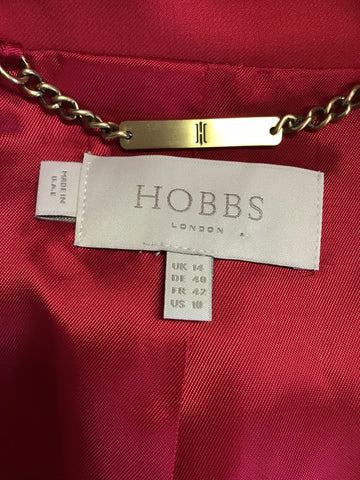 HOBBS
LONDON
MADE IN
U.A.E
UK 14
DE 40
FR 42
US 10